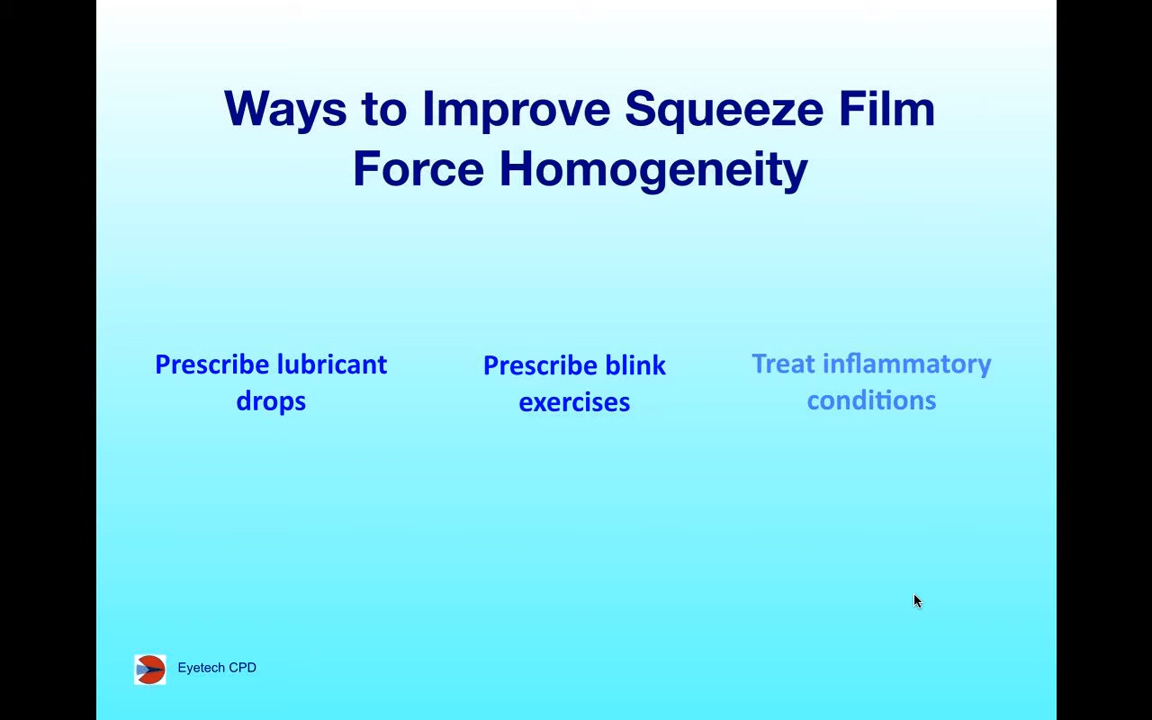 Ways to Improve Squeeze Film
Force Homogeneity
Prescribe lubricant
drops
Prescribe blink
exercises
Treat inflammatory
conditions
Eyetech CPD